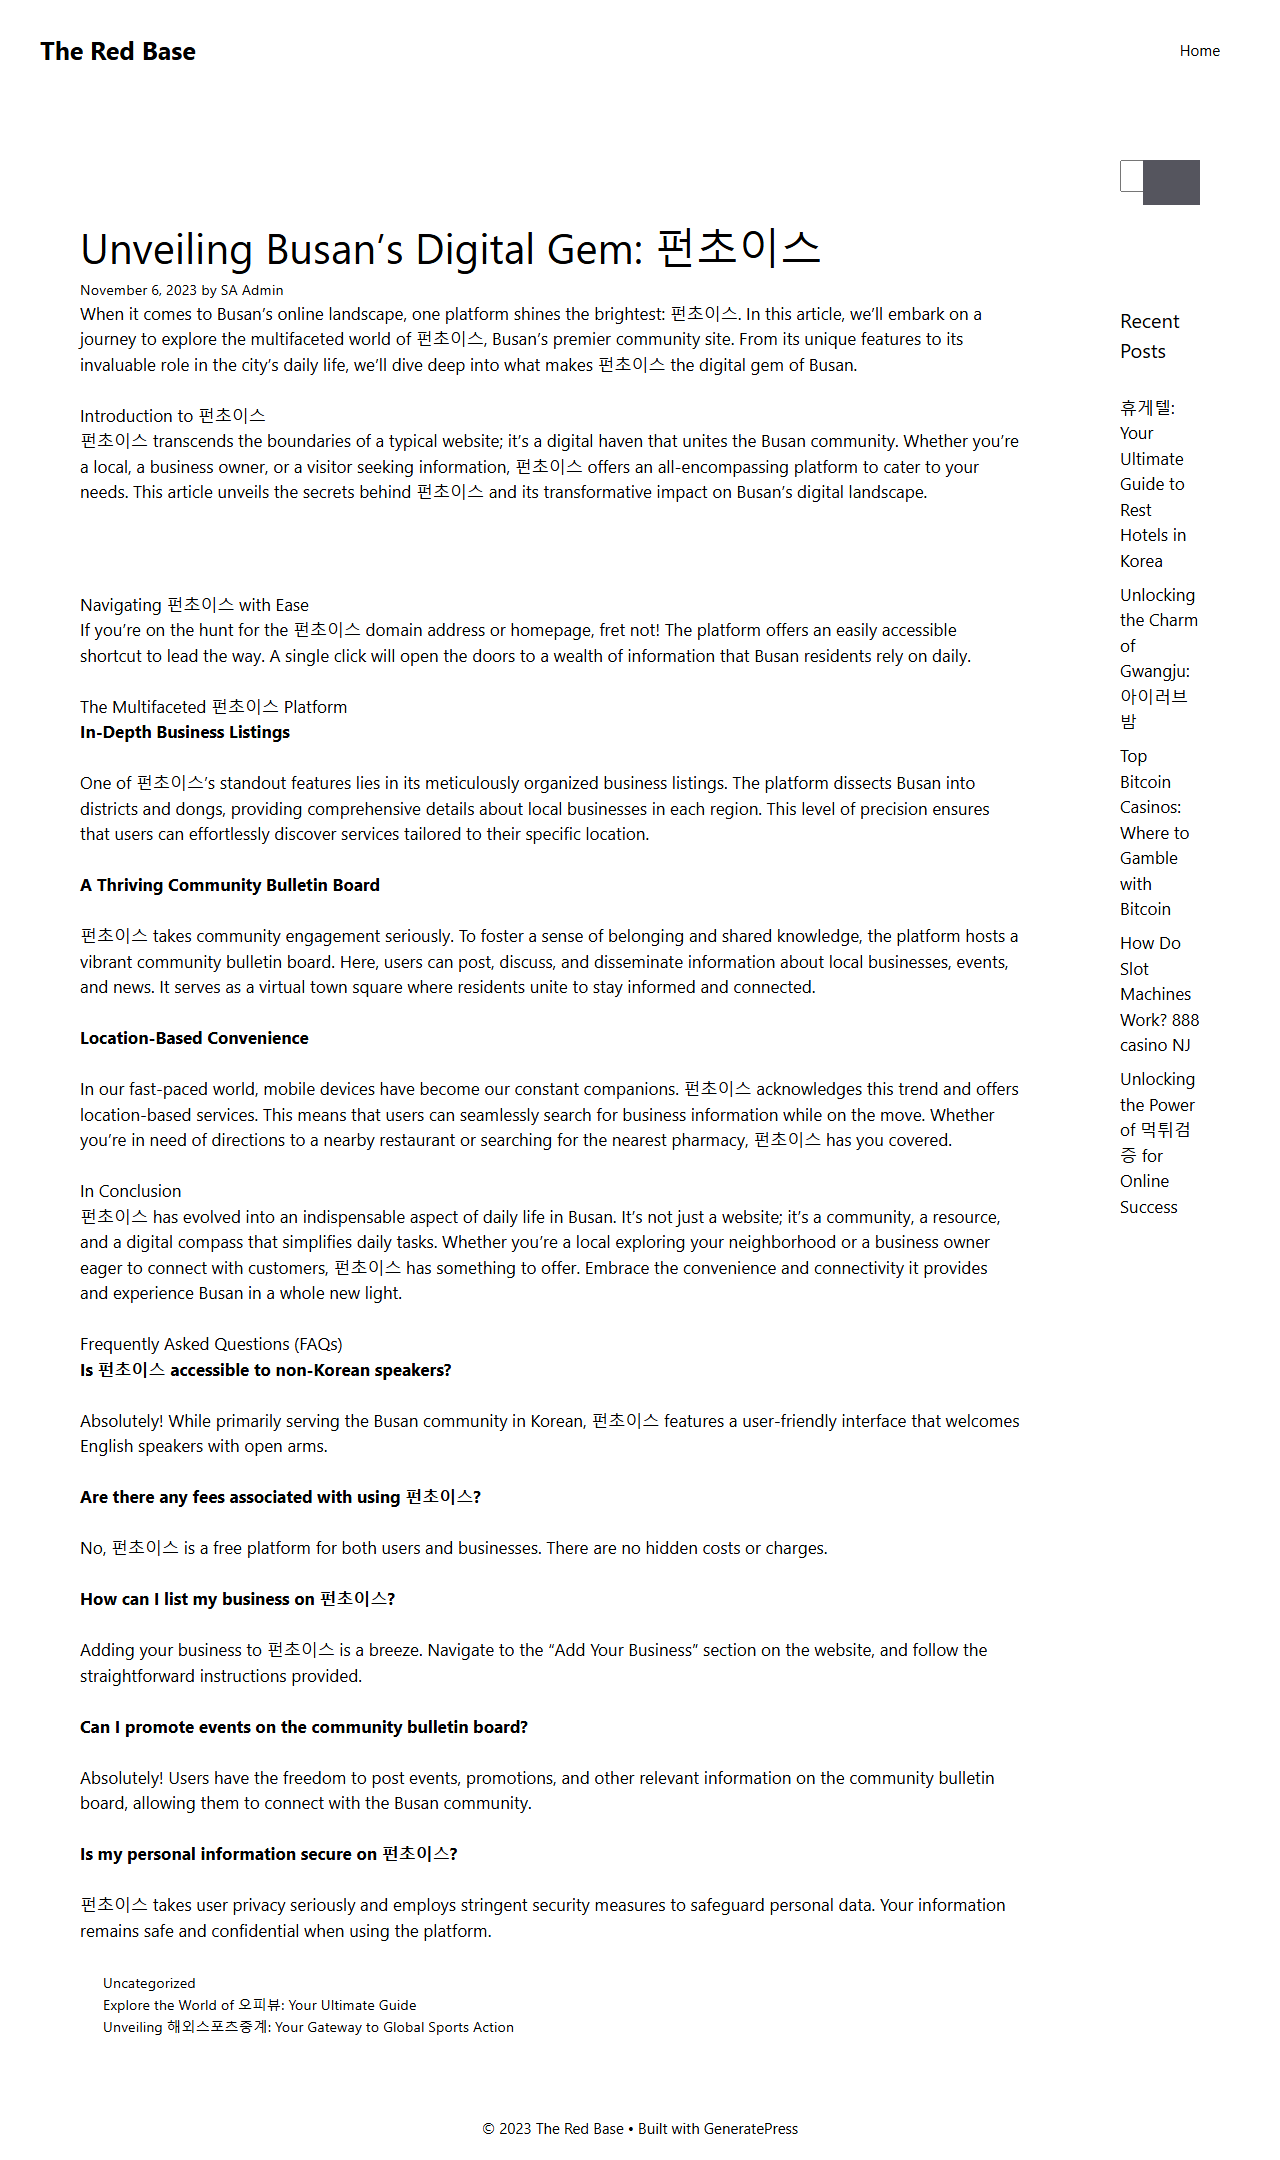 The Red Base
Home
Unveiling Busan’s Digital Gem: 펀초이스
November 6, 2023 by SA Admin
When it comes to Busan’s online landscape, one platform shines the brightest: 펀초이스. In this article, we’ll embark on a
journey to explore the multifaceted world of 펀초이스, Busan’s premier community site. From its unique features to its
invaluable role in the city’s daily life, we’ll dive deep into what makes 펀초이스 the digital gem of Busan.
Introduction to 펀초이스
펀초이스 transcends the boundaries of a typical website; it’s a digital haven that unites the Busan community. Whether you’re
a local, a business owner, or a visitor seeking information, 펀초이스 offers an all-encompassing platform to cater to your
needs. This article unveils the secrets behind 펀초이스 and its transformative impact on Busan’s digital landscape.
Navigating 펀초이스 with Ease
If you’re on the hunt for the 펀초이스 domain address or homepage, fret not! The platform offers an easily accessible
shortcut to lead the way. A single click will open the doors to a wealth of information that Busan residents rely on daily.
The Multifaceted 펀초이스 Platform
In-Depth Business Listings
One of 펀초이스’s standout features lies in its meticulously organized business listings. The platform dissects Busan into
districts and dongs, providing comprehensive details about local businesses in each region. This level of precision ensures
that users can effortlessly discover services tailored to their specific location.
A Thriving Community Bulletin Board
펀초이스 takes community engagement seriously. To foster a sense of belonging and shared knowledge, the platform hosts a
vibrant community bulletin board. Here, users can post, discuss, and disseminate information about local businesses, events,
and news. It serves as a virtual town square where residents unite to stay informed and connected.
Location-Based Convenience
In our fast-paced world, mobile devices have become our constant companions. 펀초이스 acknowledges this trend and offers
location-based services. This means that users can seamlessly search for business information while on the move. Whether
you’re in need of directions to a nearby restaurant or searching for the nearest pharmacy, 펀초이스 has you covered.
In Conclusion
펀초이스 has evolved into an indispensable aspect of daily life in Busan. It’s not just a website; it’s a community, a resource,
and a digital compass that simplifies daily tasks. Whether you’re a local exploring your neighborhood or a business owner
eager to connect with customers, 펀초이스 has something to offer. Embrace the convenience and connectivity it provides
and experience Busan in a whole new light.
Frequently Asked Questions (FAQs)
Is 펀초이스 accessible to non-Korean speakers?
Absolutely! While primarily serving the Busan community in Korean, 펀초이스 features a user-friendly interface that welcomes
English speakers with open arms.
Are there any fees associated with using 펀초이스?
No, 펀초이스 is a free platform for both users and businesses. There are no hidden costs or charges.
How can I list my business on 펀초이스?
Adding your business to 펀초이스 is a breeze. Navigate to the “Add Your Business” section on the website, and follow the
straightforward instructions provided.
Can I promote events on the community bulletin board?
Absolutely! Users have the freedom to post events, promotions, and other relevant information on the community bulletin
board, allowing them to connect with the Busan community.
Is my personal information secure on 펀초이스?
펀초이스 takes user privacy seriously and employs stringent security measures to safeguard personal data. Your information
remains safe and confidential when using the platform.
Uncategorized
Explore the World of 오피뷰: Your Ultimate Guide
Unveiling 해외스포츠중계: Your Gateway to Global Sports Action
Recent
Posts
휴게텔:
Your
Ultimate
Guide to
Rest
Hotels in
Korea
Unlocking
the Charm
of
Gwangju:
아이러브
밤
Top
Bitcoin
Casinos:
Where to
Gamble
with
Bitcoin
How Do
Slot
Machines
Work? 888
casino NJ
Unlocking
the Power
of 먹튀검
증 for
Online
Success
© 2023 The Red Base • Built with GeneratePress